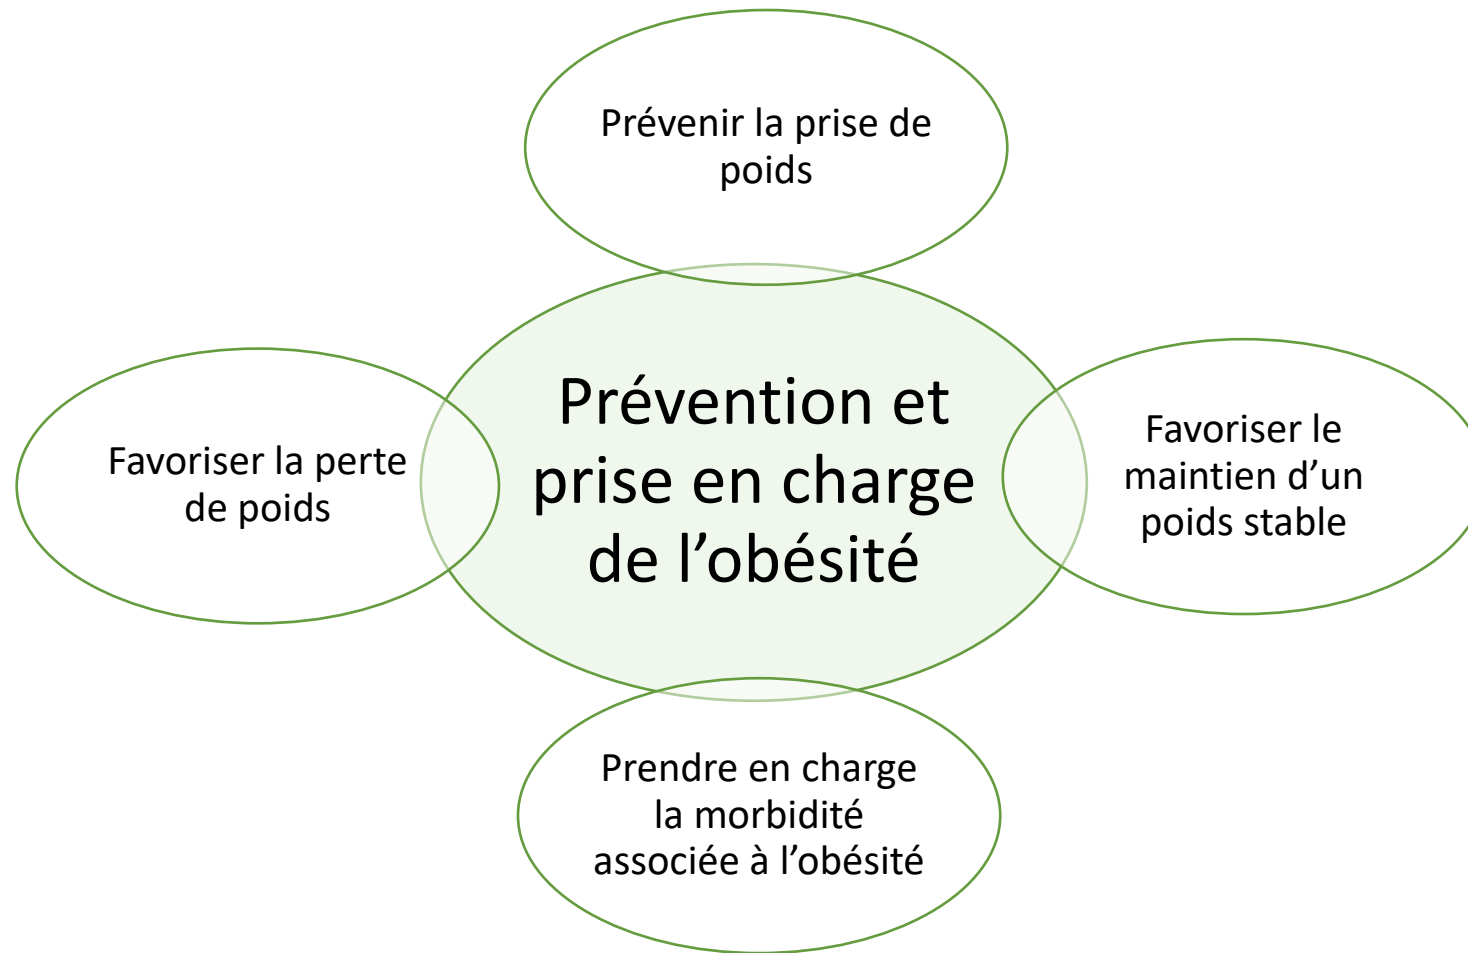 Prévenir la prise de
poids
Favoriser la perte
de poids
Prévention et
prise en charge
de l’obésité
Favoriser le
maintien d’un
poids stable
Prendre en charge
la morbidité
associée à l’obésité